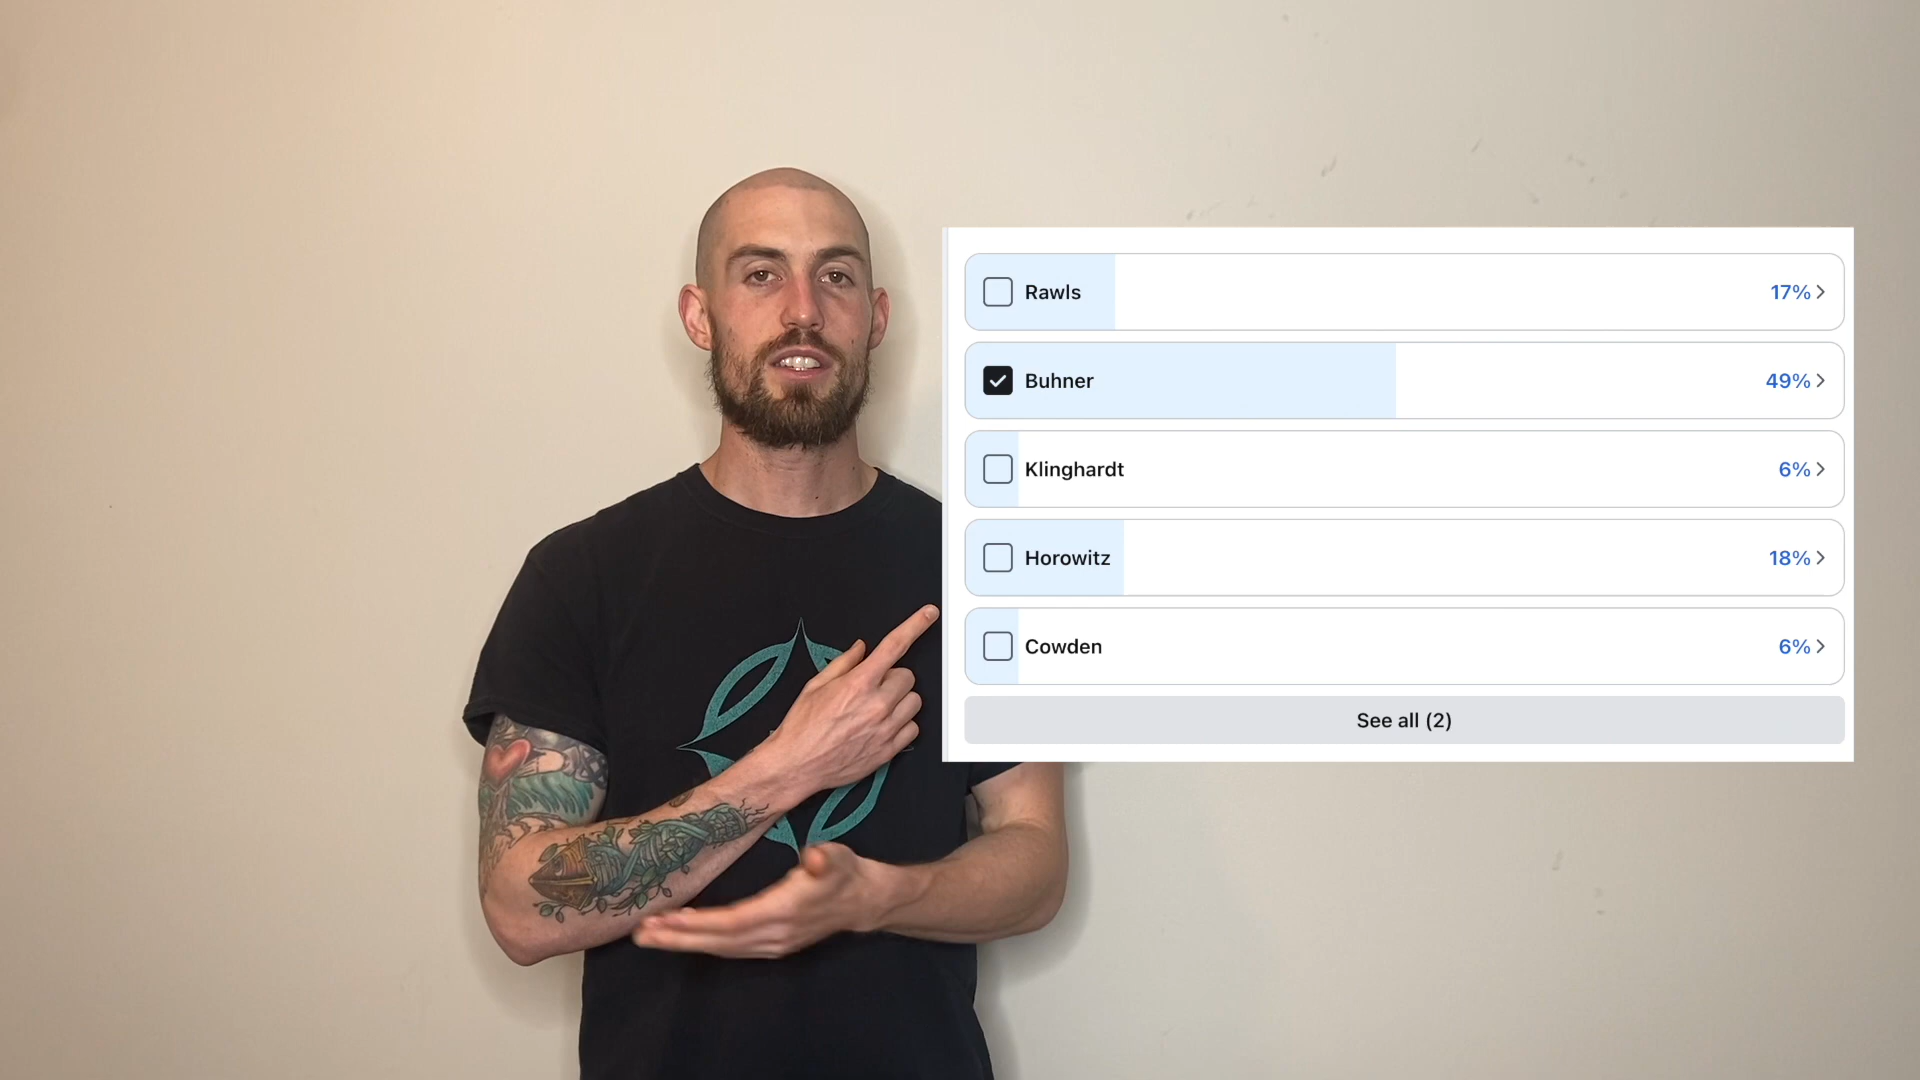 Rawls 17%
Buhner 49%
Klinghardt 6%
Horowitz 18%
Cowden 6%
See all (2)